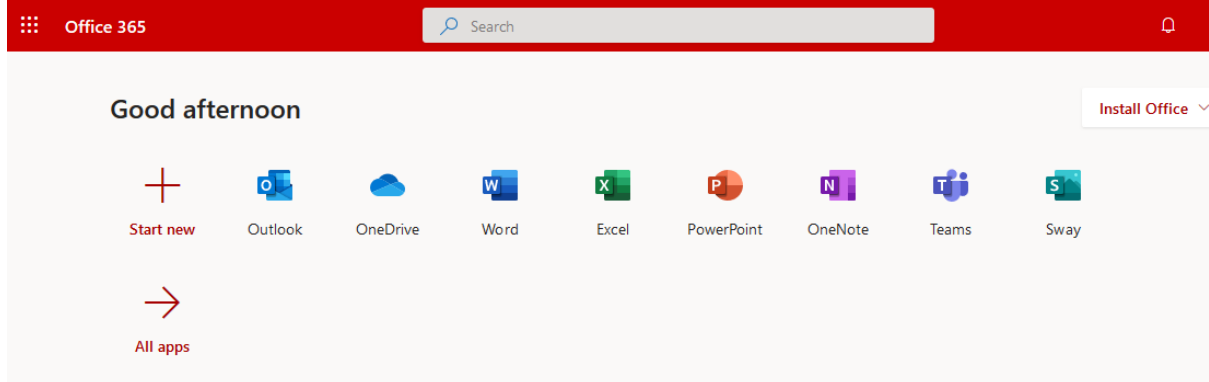 Office 365
Search
Good afternoon
Install Office
Start new
Outlook
OneDrive
Word
Excel
PowerPoint
OneNote
Teams
Sway
All apps